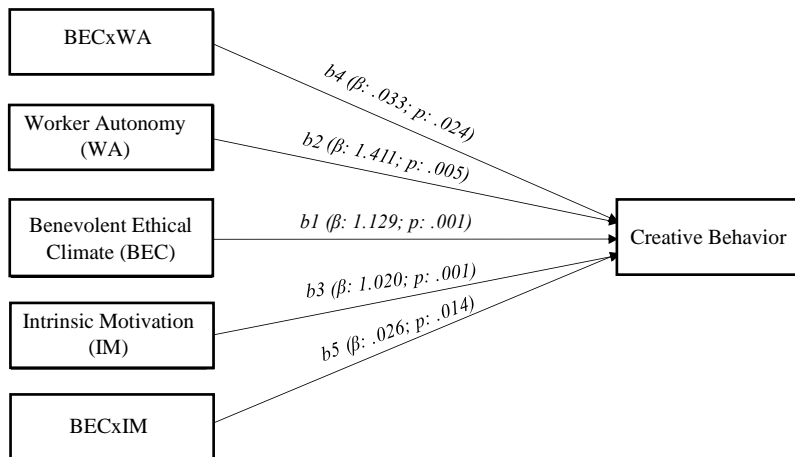 BECxWA
b4 (β: .033; p: .024)
Worker Autonomy
(WA)
b2 (β: 1.411; p: .005)
Benevolent Ethical
Climate (BEC)
b1 (β: 1.129; p: .001)
Creative Behavior
b3 (β: 1.020; p: .001)
Intrinsic Motivation
(IM)
b5 (β: .026; p: .014)
BECxIM